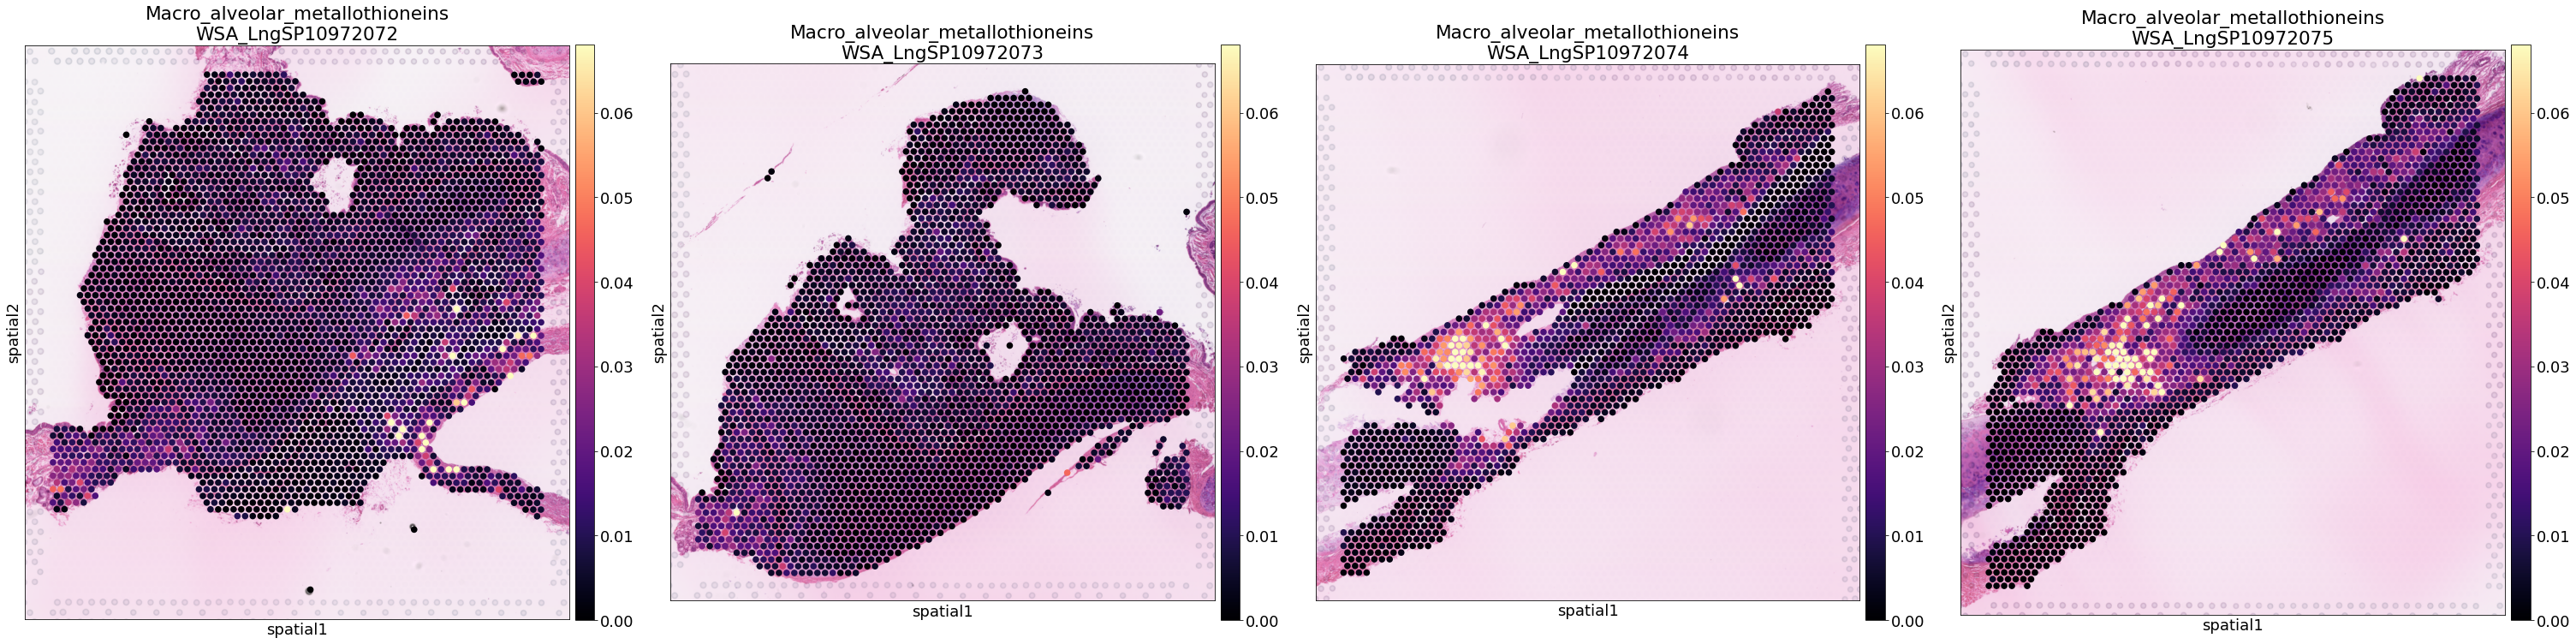 Macro_alveolar_metallothioneins
WSA_LngSP10972072
spatial2
spatial1
0.06
0.05
0.04
0.03
0.02
0.01
0.00
Macro_alveolar_metallothioneins
WSA_LngSP10972073
spatial2
spatial1
0.06
0.05
0.04
0.03
0.02
0.01
0.00
Macro_alveolar_metallothioneins
WSA_LngSP10972074
spatial2
spatial1
0.06
0.05
0.04
0.03
0.02
0.01
0.00
Macro_alveolar_metallothioneins
WSA_LngSP10972075
spatial2
spatial1
0.06
0.05
0.04
0.03
0.02
0.01
0.00